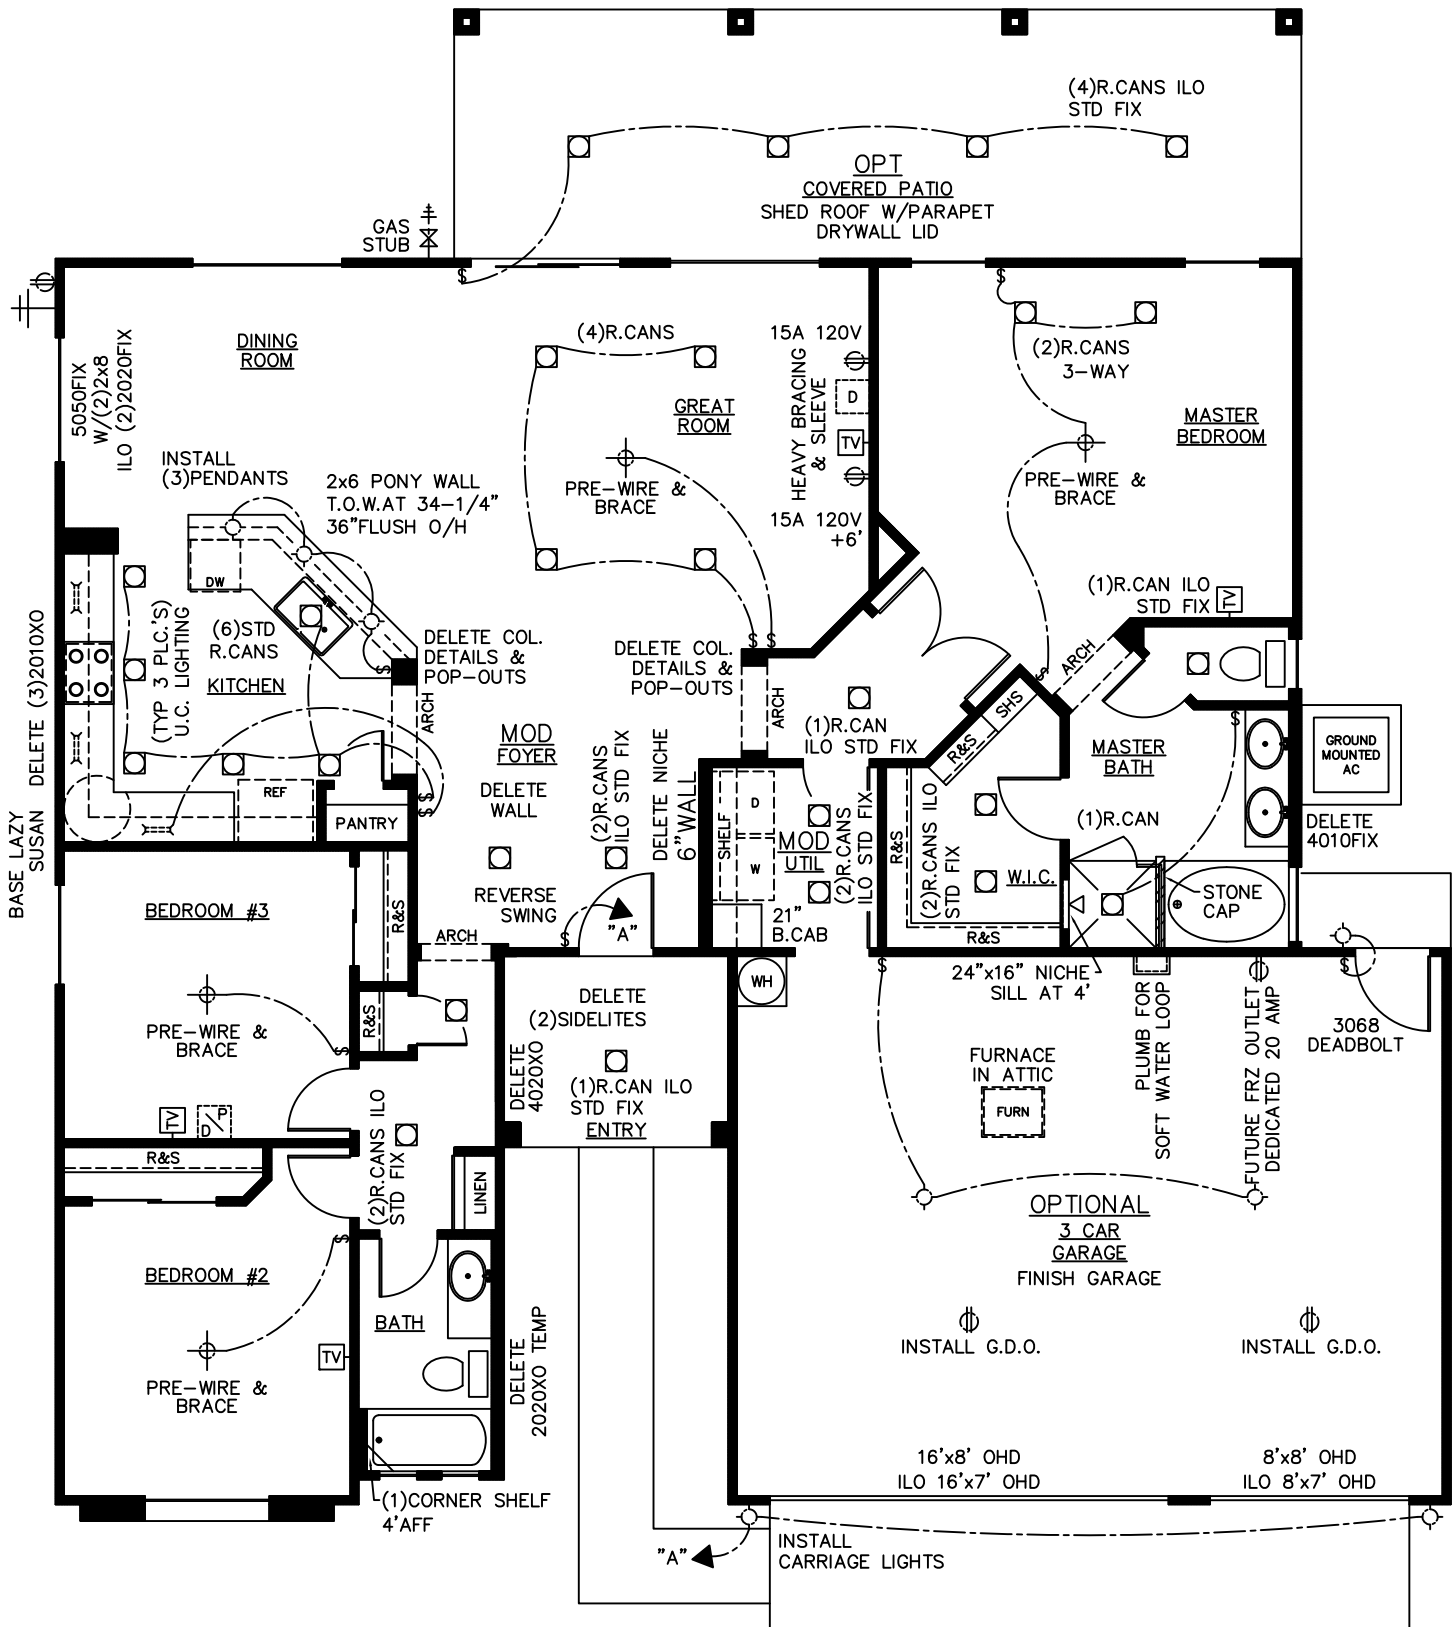 (4)R.CANS ILO
STD FIX
OPT
COVERED PATIO
SHED ROOF W/PARAPET
DRYWALL LID
GAS
STUB
$
$
DINING
ROOM
5050FIX
W/(2)2x8
ILO (2)2020FIX
(4)R.CANS
GREAT
ROOM
PRE-WIRE &
BRACE
15A 120V
HEAVY BRACING
& SLEEVE
D
TV
15A 120V
+6'
(2)R.CANS
3-WAY
MASTER
BEDROOM
PRE-WIRE &
BRACE
(1)R.CAN ILO
STD FIX
TV
INSTALL
(3)PENDANTS
2x6 PONY WALL
T.O.W.AT 34-1/4"
36"FLUSH O/H
DW
(6)STD
R.CANS
KITCHEN
(TYP 3 PLC.'S)
U.C. LIGHTING
DELETE (3)2010XO
BASE LAZY
SUSAN
REF
PANTRY
DELETE COL.
DETAILS &
POP-OUTS
ARCH
$
$
$
MOD
FOYER
DELETE
WALL
(2)R.CANS
ILO STD FIX
DELETE NICHE
6"WALL
DELETE COL.
DETAILS &
POP-OUTS
$
$
ARCH
(1)R.CAN
ILO STD FIX
SHS
R&S
ARCH
$
MASTER
BATH
$
(1)R.CAN
GROUND
MOUNTED
AC
DELETE
4010FIX
SHELF
D
W
MOD
UTIL
(2)R.CANS
ILO STD FIX
21"
B.CAB
R&S
(2)R.CANS ILO
STD FIX
W.I.C.
R&S
STONE
CAP
REVERSE
SWING
"A"
$
BEDROOM #3
R&S
ARCH
R&S
PRE-WIRE &
BRACE
$
TV
D/P
DELETE
(2)SIDELITES
DELETE
4020XO
(1)R.CAN ILO
STD FIX
ENTRY
WH
$
24"x16" NICHE
SILL AT 4'
PLUMB FOR
SOFT WATER LOOP
FUTURE FRZ OUTLET
DEDICATED 20 AMP
$
3068
DEADBOLT
FURNACE
IN ATTIC
FURN
R&S
(2)R.CANS ILO
STD FIX
LINEN
$
BEDROOM #2
PRE-WIRE &
BRACE
TV
BATH
DELETE
2020XO TEMP
(1)CORNER SHELF
4'AFF
OPTIONAL
3 CAR
GARAGE
FINISH GARAGE
INSTALL G.D.O.
INSTALL G.D.O.
16'x8' OHD
ILO 16'x7' OHD
8'x8' OHD
ILO 8'x7' OHD
"A"
INSTALL
CARRIAGE LIGHTS